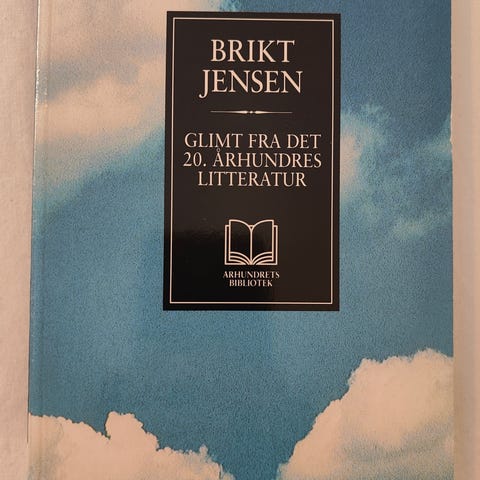 BRIKT
JENSEN
GLIMT FRA DET
20. ÅRHUNDRES
LITTERATUR
ÅRHUNDRETS
BIBLIOTEK